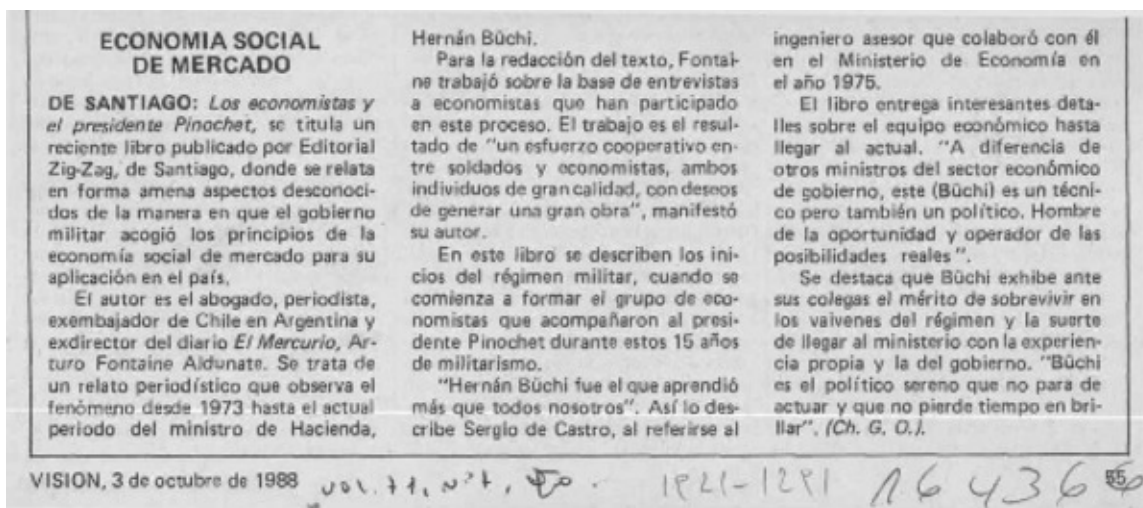 ECONOMIA SOCIAL
DE MERCADO
DE SANTIAGO: Los economistas y
el presidente Pinochet, se titula un
reciente libro publicado por Editorial
Zig-Zag, de Santiago, donde se relata
en forma amena aspectos desconoci-
dos de la manera en que el gobierno
militar acogió los principios de la
economía social de mercado para su
aplicación en el país.
El autor es el abogado, periodista,
exembajador de Chile en Argentina y
exdirector del diario El Mercurio, Ar-
turo Fontaine Aldunate. Se trata de
un relato periodístico que observa el
fenómeno desde 1973 hasta el actual
periodo del ministro de Hacienda,
Hernán Büchi.
Para la redacción del texto, Fontai-
ne trabajó sobre la base de entrevistas
a economistas que han participado
en este proceso. El trabajo es el resul-
tado de "un esfuerzo cooperativo en-
tre soldados y economistas, ambos
individuos de gran calidad, con deseos
de generar una gran obra", manifestó
su autor.
En este libro se describen los ini-
cios del régimen militar, cuando se
comienza a formar el grupo de eco-
nomistas que acompañaron al presi-
dente Pinochet durante estos 15 años
de militarismo.
"Hernán Büchi fue el que aprendió
más que todos nosotros". Así lo des-
cribe Sergio de Castro, al referirse al
ingeniero asesor que colaboró con él
en el Ministerio de Economía en
el año 1975.
El libro entrega interesantes deta-
lles sobre el equipo económico hasta
llegar al actual. "A diferencia de
otros ministros del sector económico
de gobierno, este (Büchi) es un técni-
co pero también un político. Hombre
de la oportunidad y operador de las
posibilidades reales".
Se destaca que Büchi exhibe ante
sus colegas el mérito de sobrevivir en
los vaivenes del régimen y la suerte
de llegar al ministerio con la experien-
cia propia y la del gobierno. "Büchi
es el político sereno que no para de
actuar y que no pierde tiempo en bri-
llar". (Ch. G. O.).
VISION, 3 de octubre de 1988
vol. 71, N° 7,
164366
55